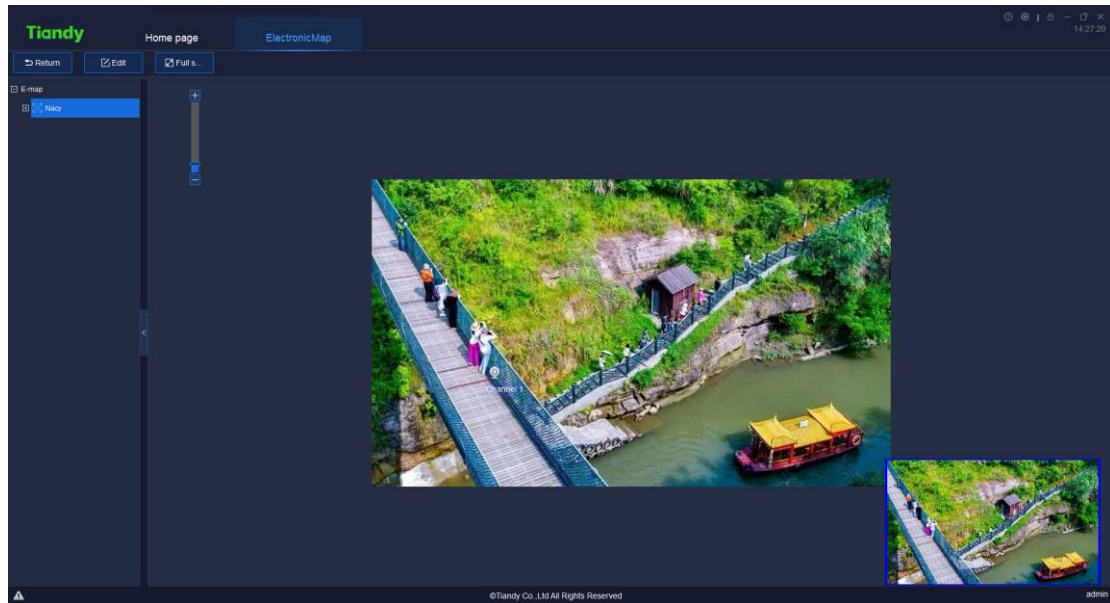 Tiandy
Home page
ElectronicMap
14:27:20
Return
Edit
Full s...
E-map
Nacy
Channel 1
©Tiandy Co.,Ltd All Rights Reserved
admin